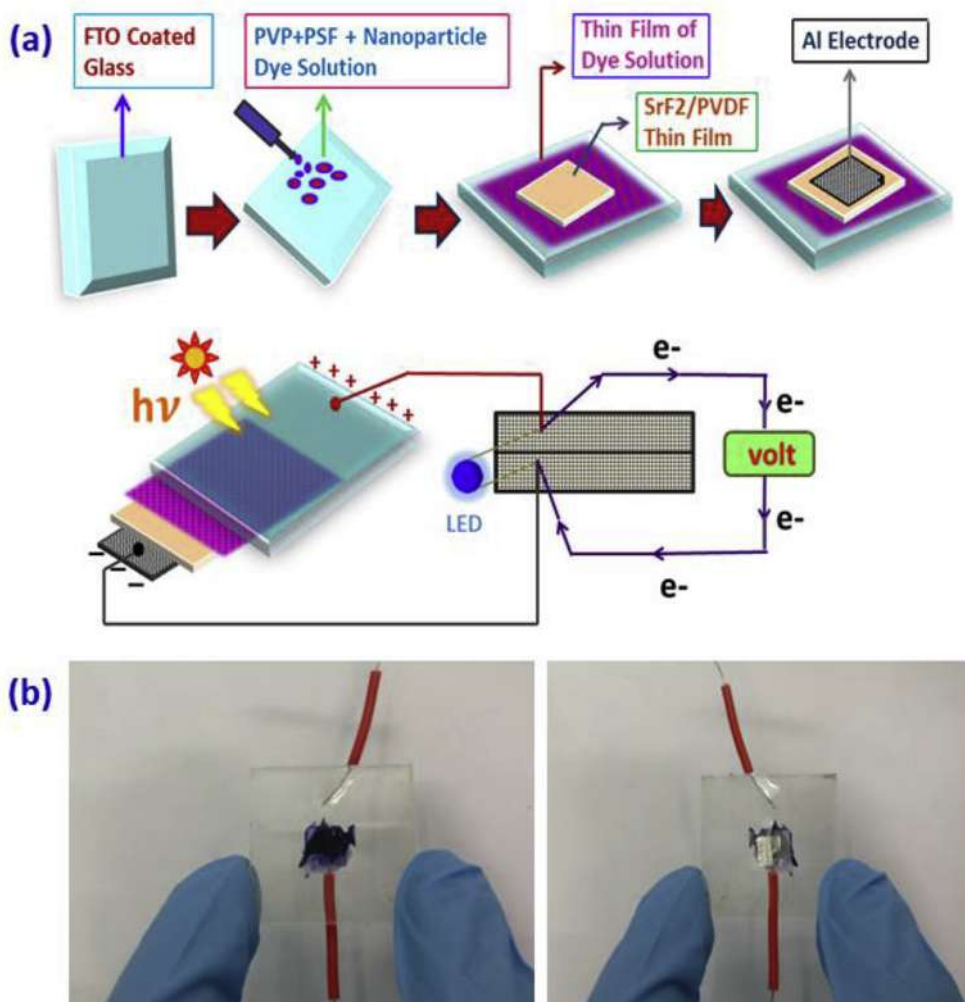 (a)
FTO Coated
Glass
PVP+PSF + Nanoparticle
Dye Solution
Thin Film of
Dye Solution
SrF2/PVDF
Thin Film
Al Electrode
hν
+ + + + + + +
e-
e-
volt
e-
e-
LED
– – –
(b)